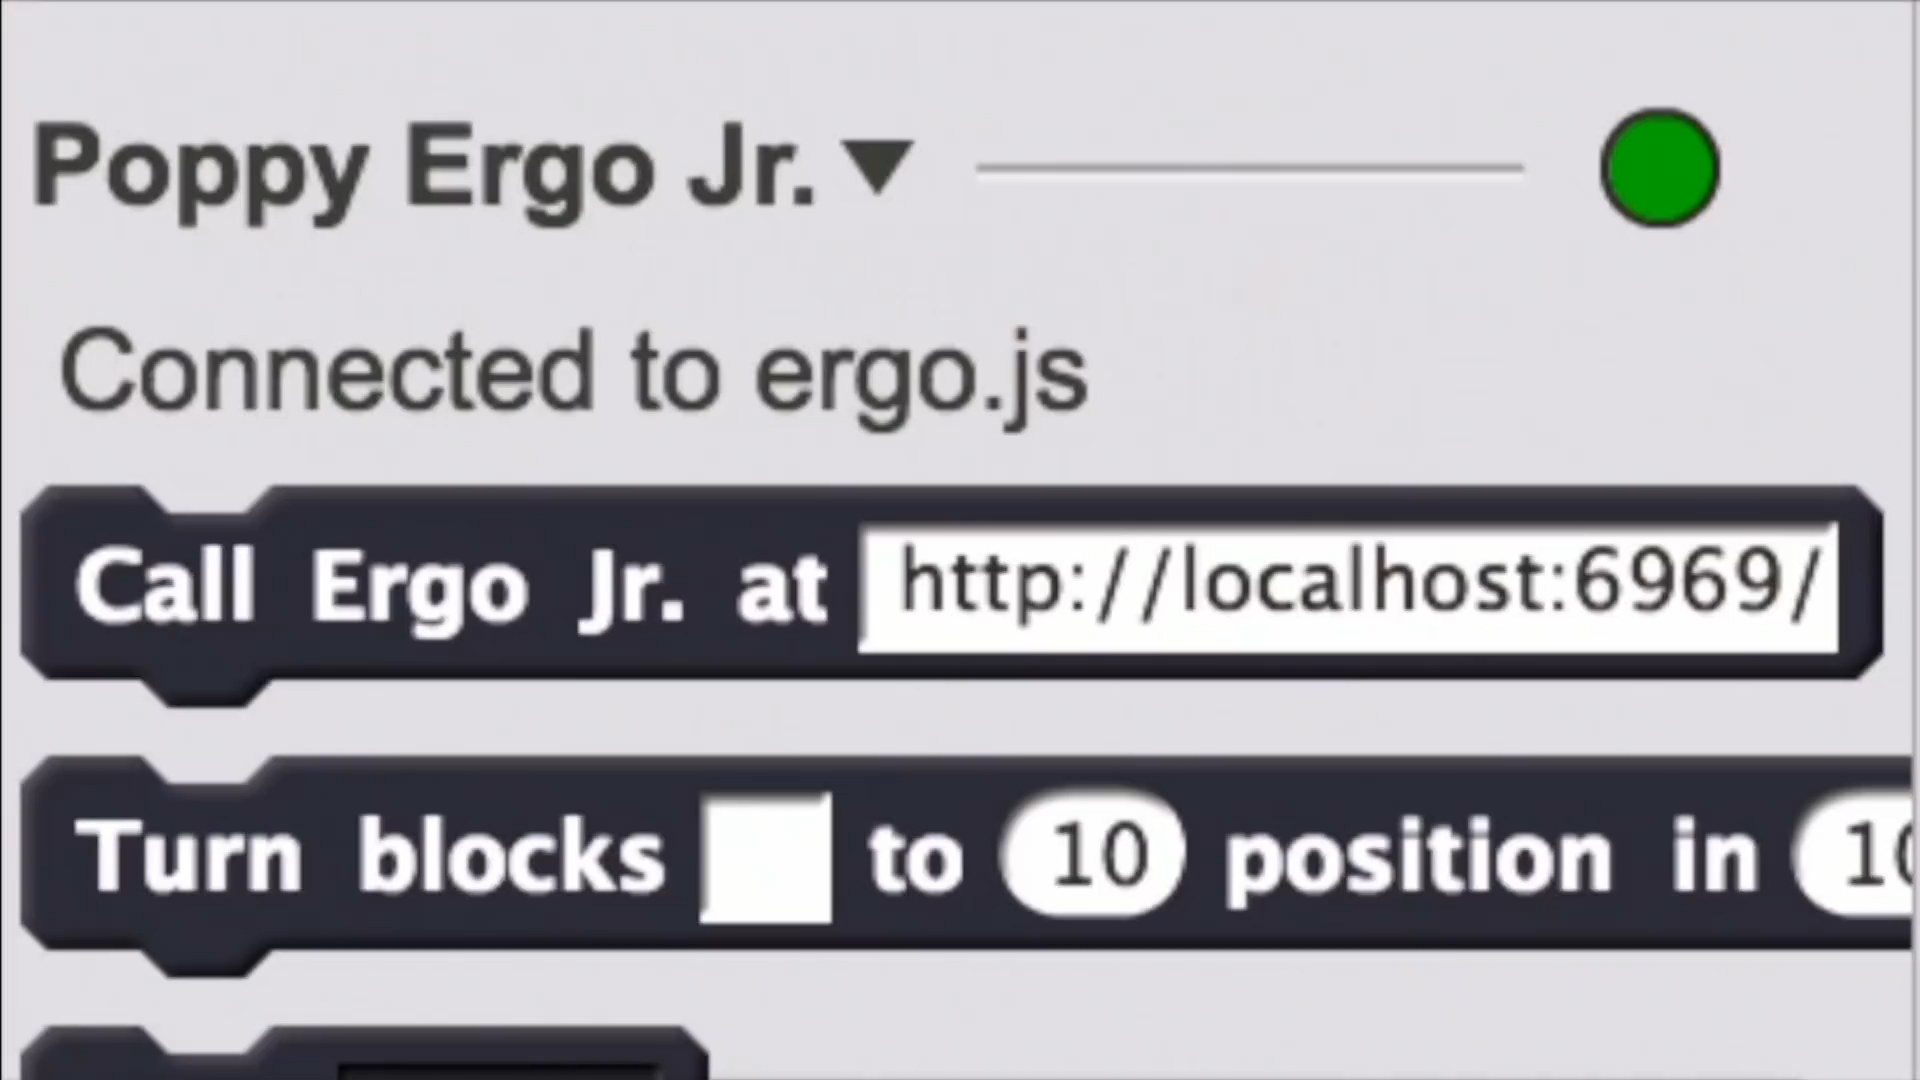 Poppy Ergo Jr.
Connected to ergo.js
Call Ergo Jr. at http://localhost:6969/
Turn blocks to 10 position in 10